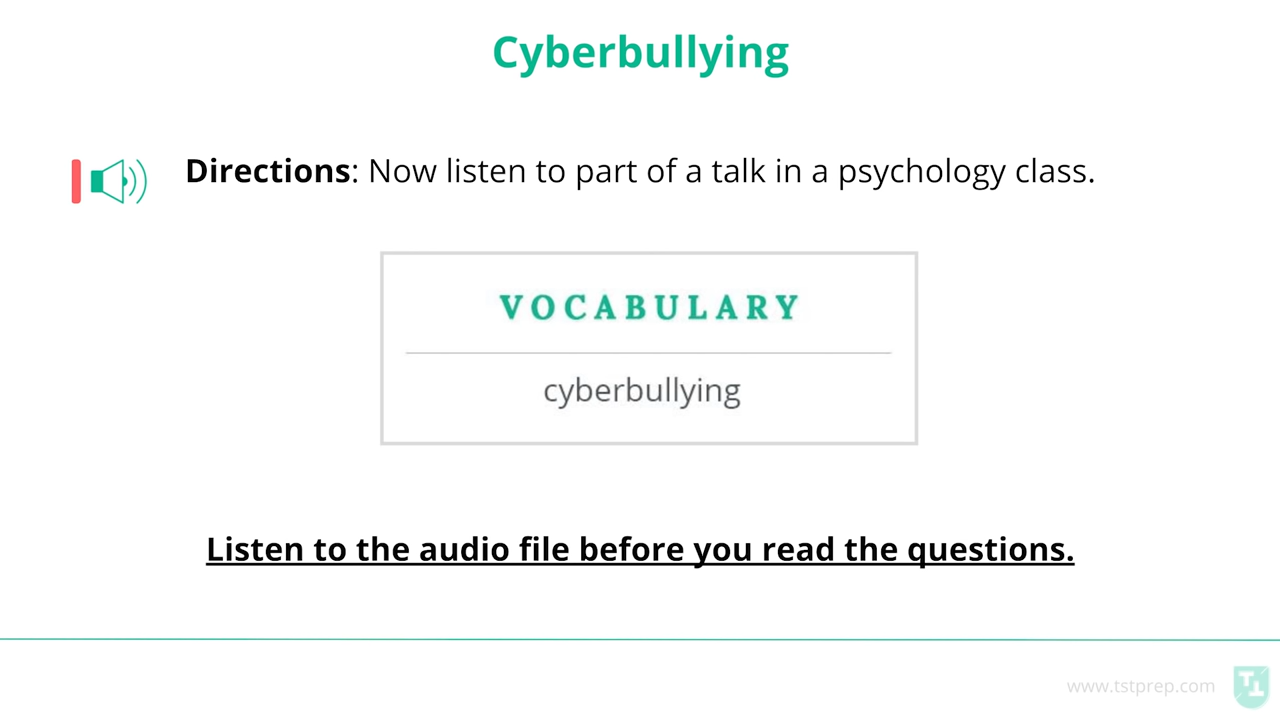 Cyberbullying
Directions: Now listen to part of a talk in a psychology class.
VOCABULARY
cyberbullying
Listen to the audio file before you read the questions.
www.tstprep.com